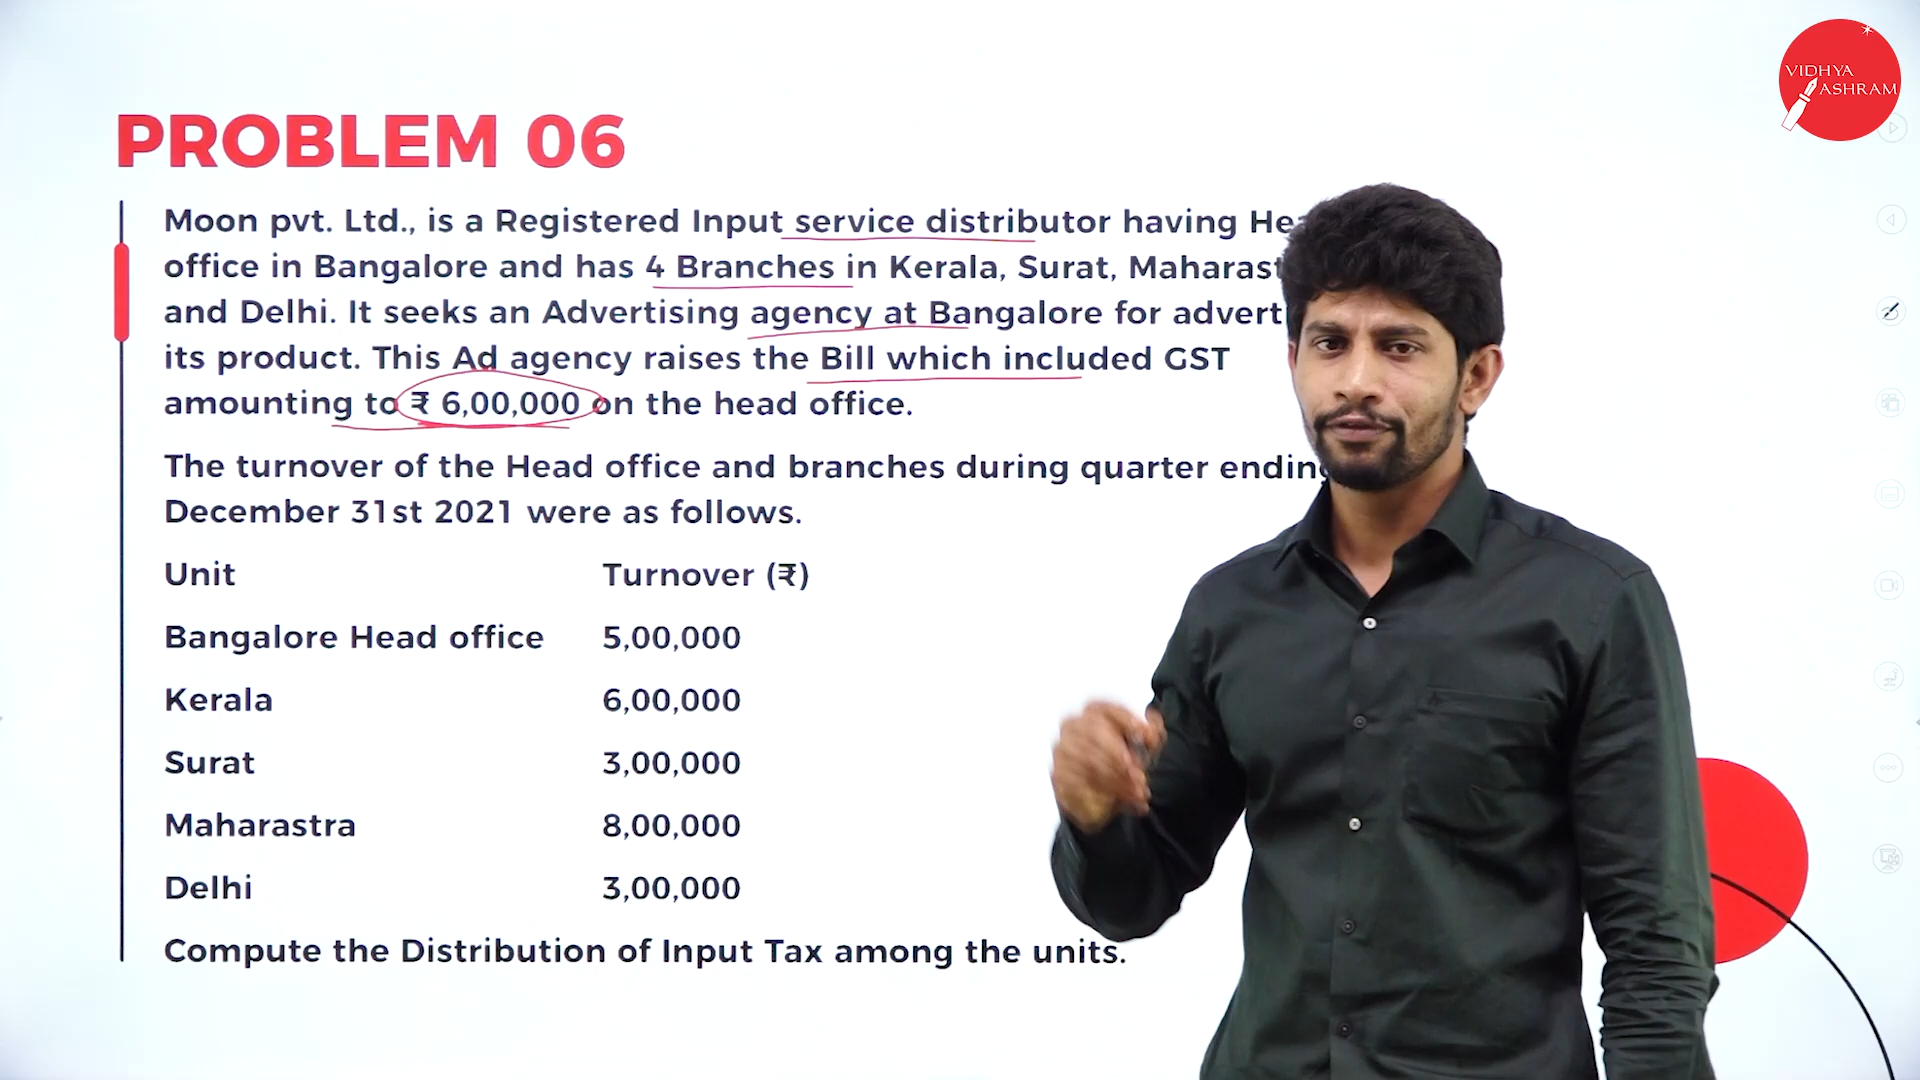 VIDHYA
ASHRAM
PROBLEM 06
Moon pvt. Ltd., is a Registered Input service distributor having
office in Bangalore and has 4 Branches in Kerala, Surat,
and Delhi. It seeks an Advertising agency at Bangalore for
its product. This Ad agency raises the Bill which included GST
amounting to ₹ 6,00,000 on the head office.
The turnover of the Head office and branches during quarter ending
December 31st 2021 were as follows.
Unit Turnover (₹)
Bangalore Head office 5,00,000
Kerala 6,00,000
Surat 3,00,000
Maharastra 8,00,000
Delhi 3,00,000
Compute the Distribution of Input Tax among the units.